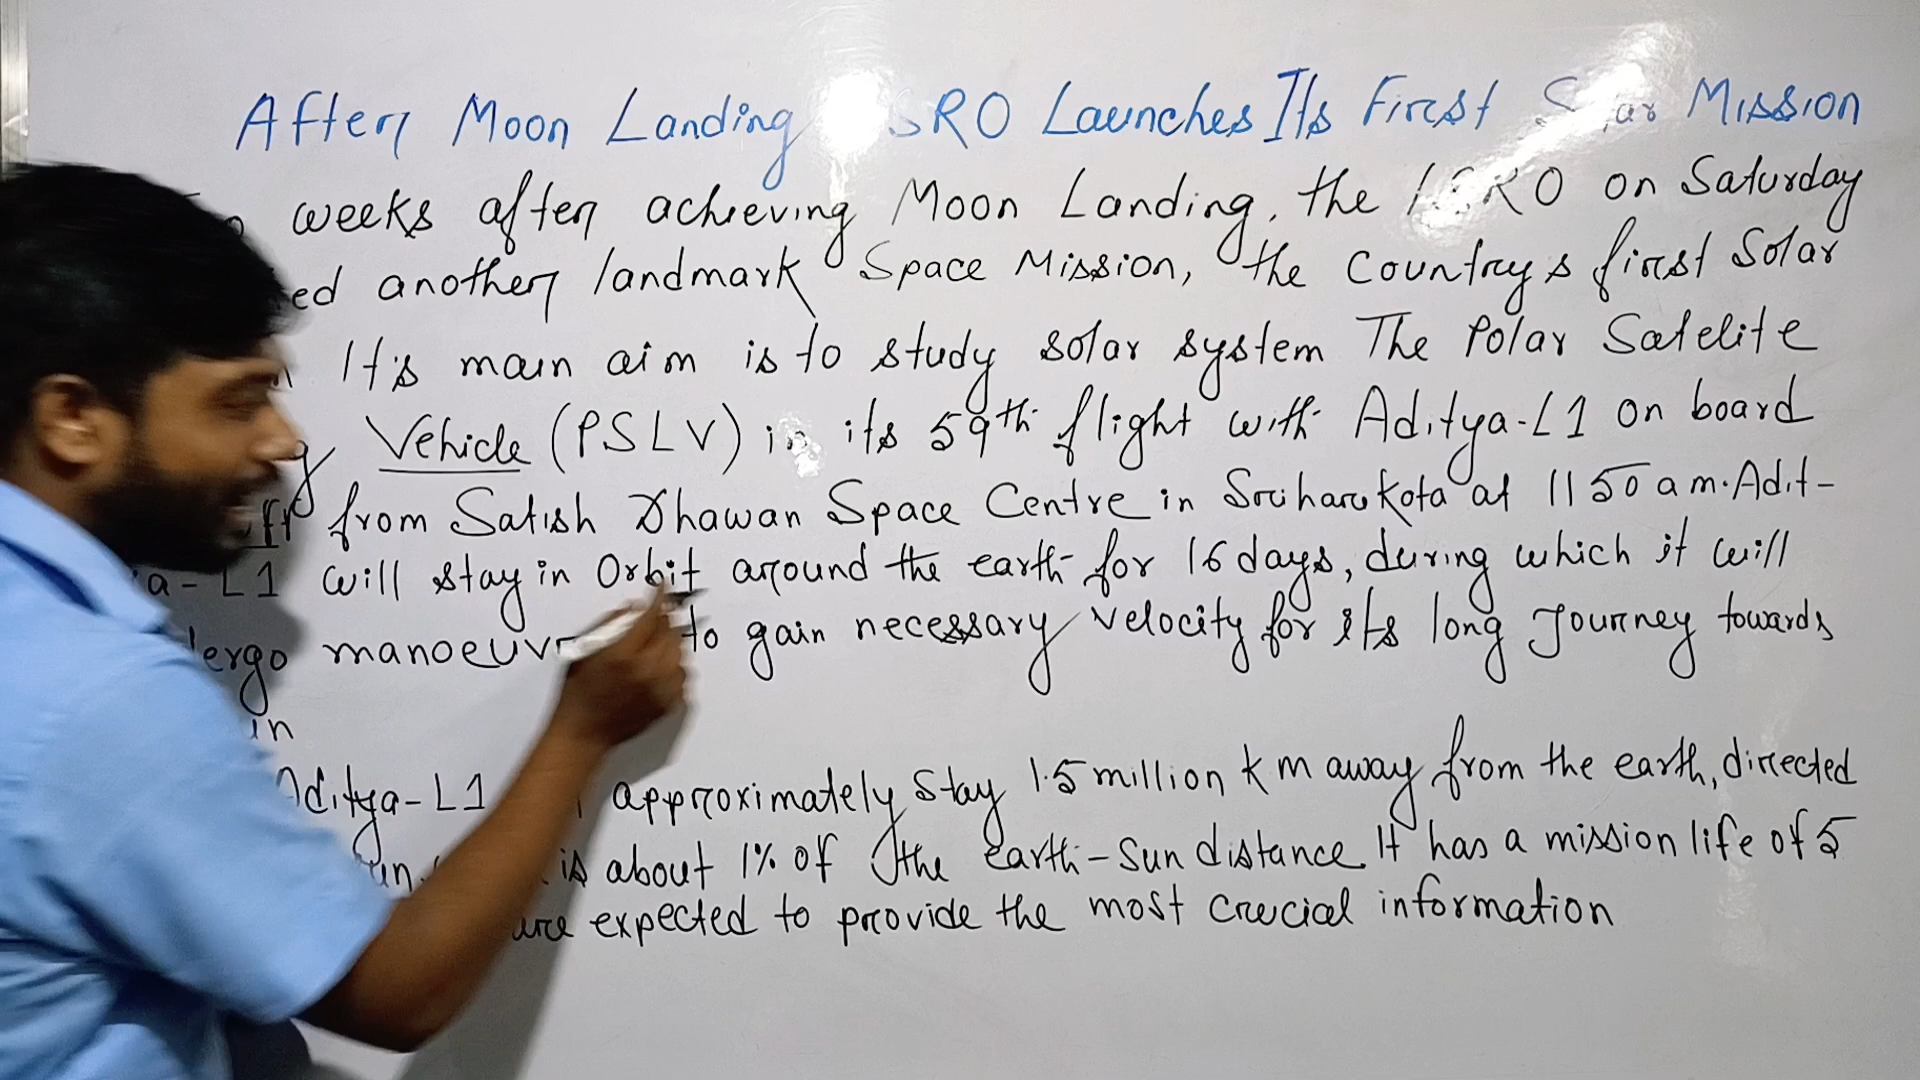 After Moon Landing SRO Launches Its First Solar Mission
weeks after achieving Moon Landing, the ISRO on Saturday
ed another landmark Space Mission, the Country s first Solar
It's main aim is to study solar system The Polar Satelite
Vehicle (PSLV) in its 59th flight with Aditya-L1 on board
from Satish Dhawan Space Centre in Sriharikota at 11 50 a m. Adit-
a-L1 will stay in Orbit around the earth for 16 days, during which it will
ergo to gain necessary velocity for its long Journey towards
in
Aditya-L1 approximately Stay 1.5 million km away from the earth, directed
is about 1% of the earth-Sun distance. It has a mission life of 5
are expected to provide the most crucial information